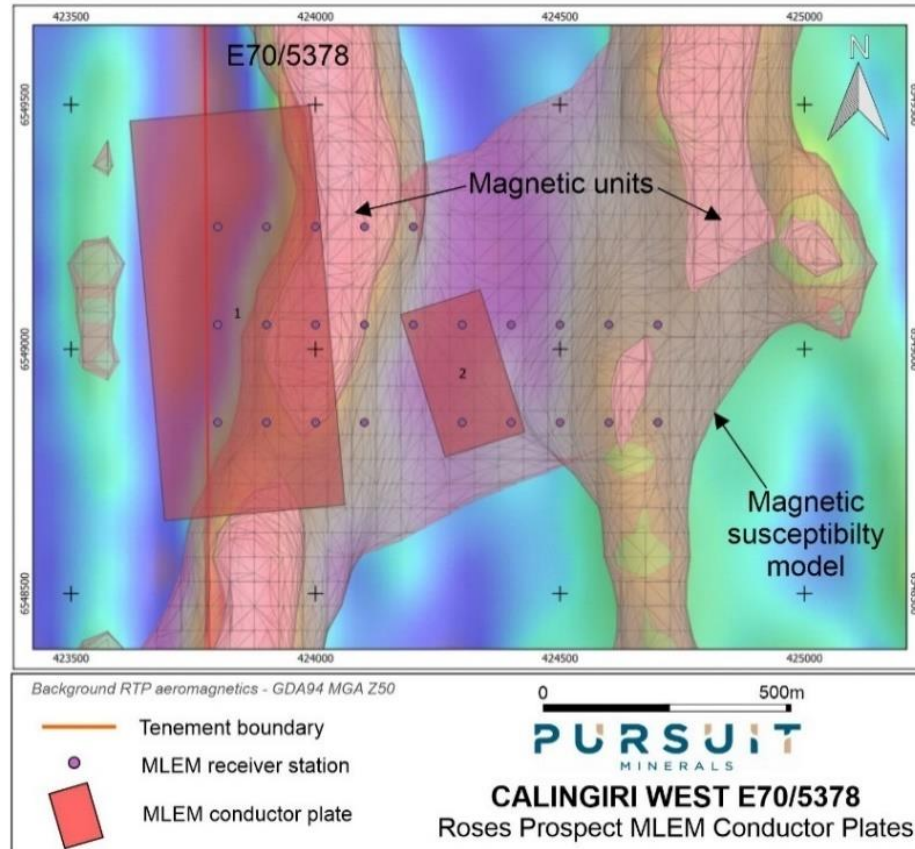 423500 424000 424500 425000
E70/5378
N
6549500
Magnetic units
1
6549000 6549000
2
Magnetic
susceptibilty
model
6548500 6548500
423500 424000 424500 425000
Background RTP aeromagnetics - GDA94 MGA Z50
0 500m
Tenement boundary
MLEM receiver station
MLEM conductor plate
PURSUIT
MINERALS
CALINGIRI WEST E70/5378
Roses Prospect MLEM Conductor Plates